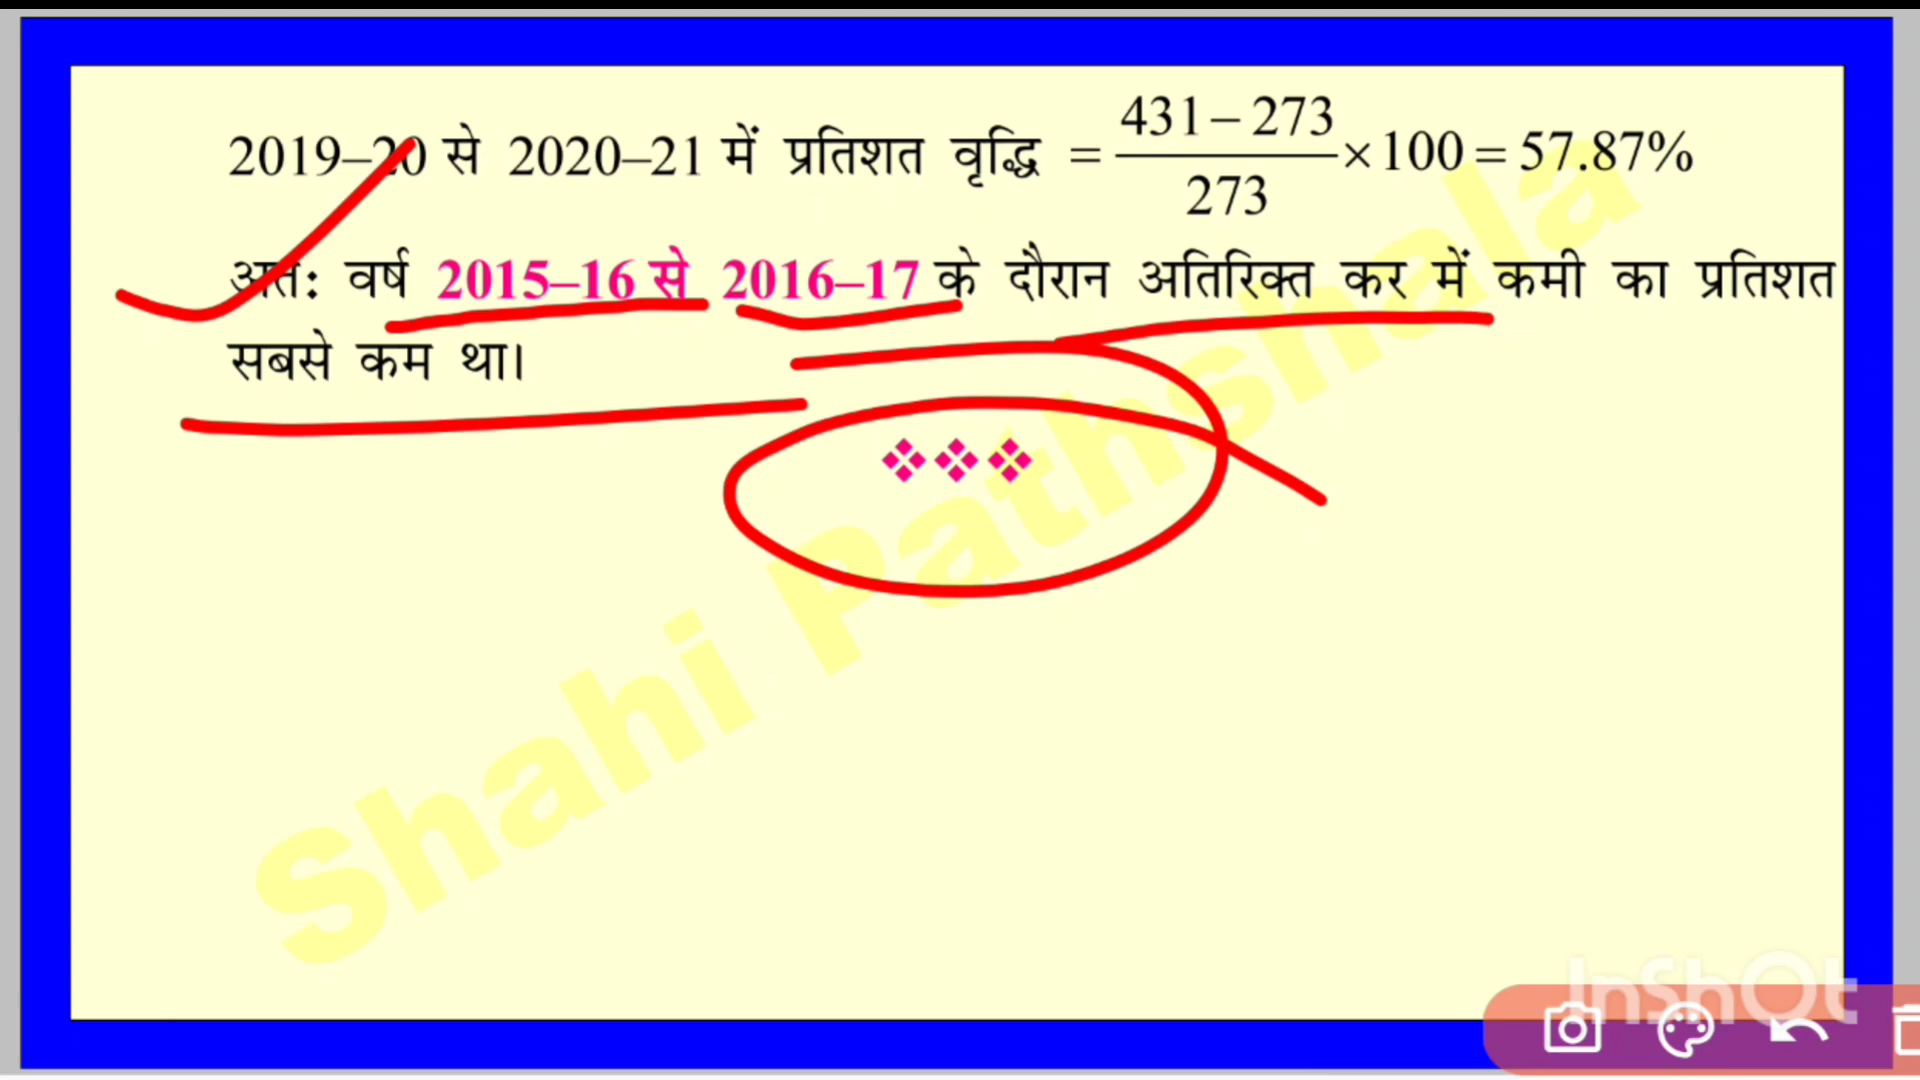 2019–20 से 2020–21 में प्रतिशत वृद्धि = (431 – 273)/273 × 100 = 57.87%
अतः वर्ष 2015–16 से 2016–17 के दौरान अतिरिक्त कर में कमी का प्रतिशत
सबसे कम था।
Shahi Pathshala
InShOt